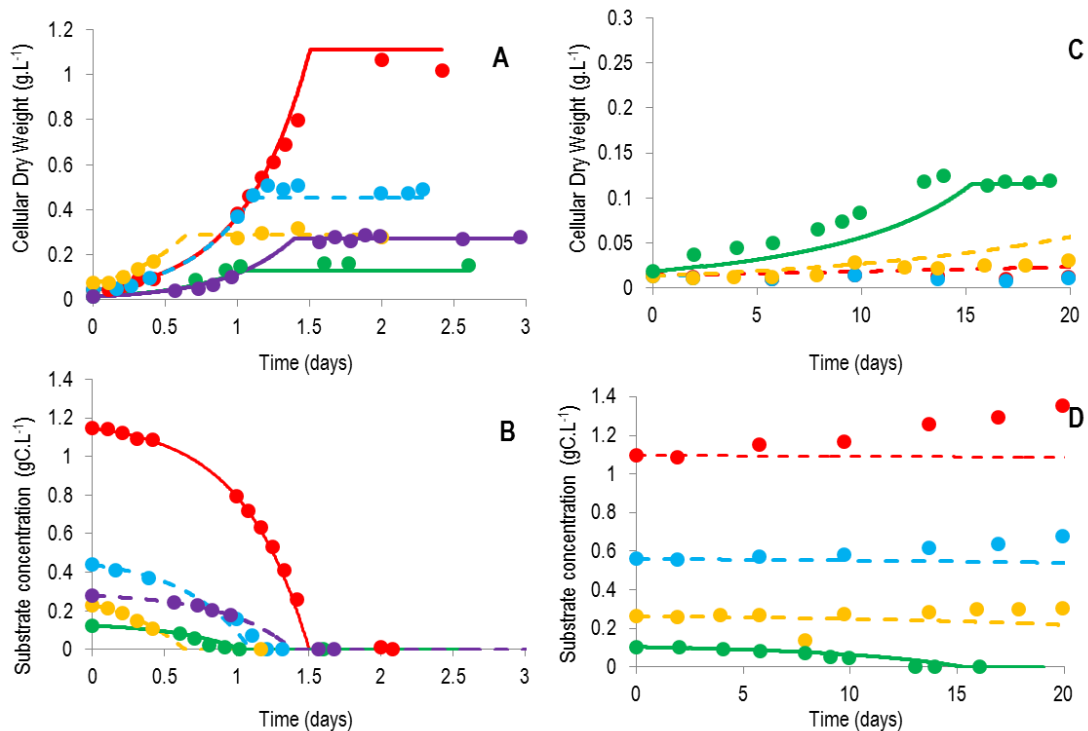 A
Cellular Dry Weight (g.L-1)
1.2
1
0.8
0.6
0.4
0.2
0
0 0.5 1 1.5 2 2.5 3
Time (days)
C
Cellular Dry Weight (g.L-1)
0.3
0.25
0.2
0.15
0.1
0.05
0
0 5 10 15 20
Time (days)
B
Substrate concentration (gC.L-1)
1.4
1.2
1
0.8
0.6
0.4
0.2
0
0 0.5 1 1.5 2 2.5 3
Time (days)
D
Substrate concentration (gC.L-1)
1.4
1.2
1
0.8
0.6
0.4
0.2
0
0 5 10 15 20
Time (days)